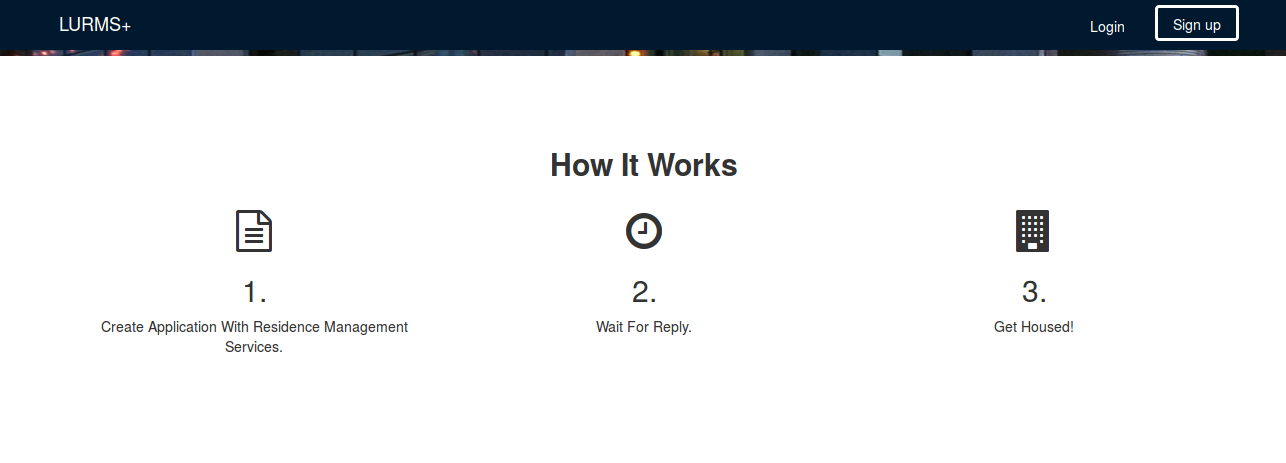 LURMS+
Login
Sign up
How It Works
1.
Create Application With Residence Management
Services.
2.
Wait For Reply.
3.
Get Housed!